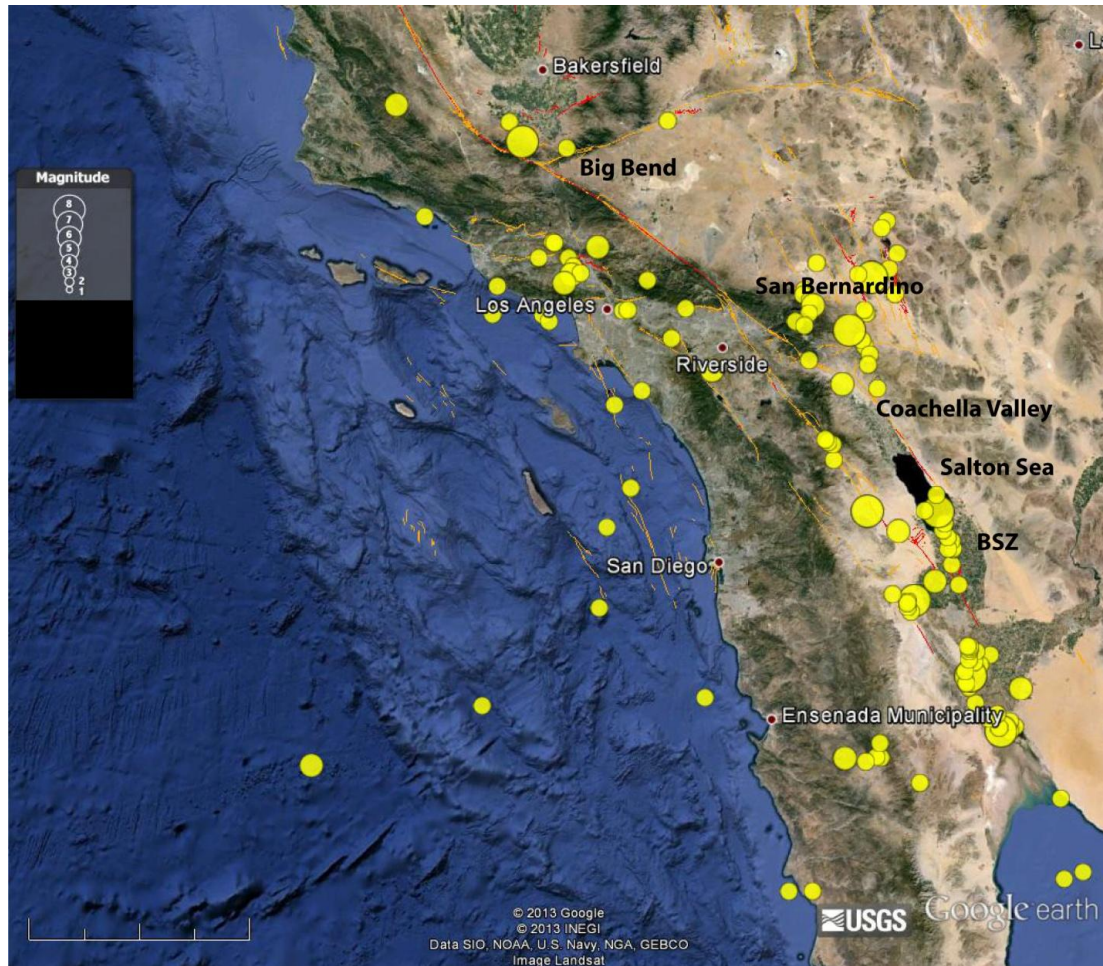 La
Bakersfield
Big Bend
Magnitude
8
7
6
5
4
3
2
1
San Bernardino
Los Angeles
Riverside
Coachella Valley
Salton Sea
BSZ
San Diego
Ensenada Municipality
© 2013 Google
© 2013 INEGI
Data SIO, NOAA, U.S. Navy, NGA, GEBCO
Image Landsat
USGS
Google earth